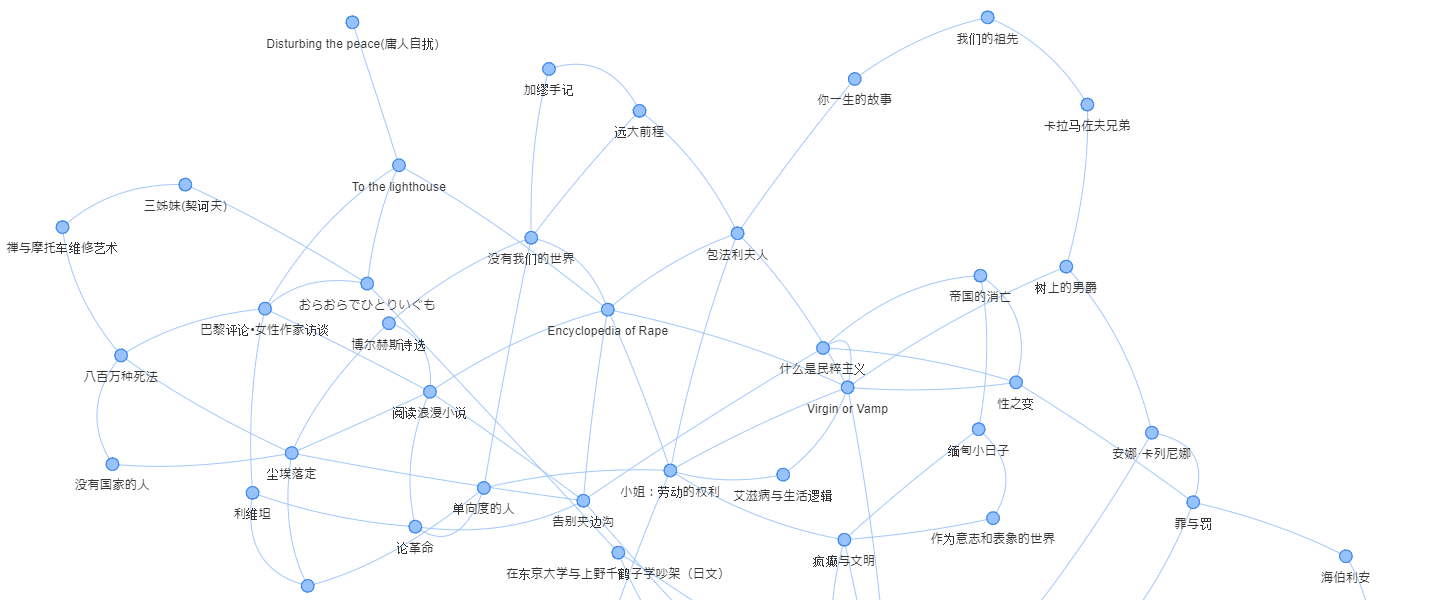 我们的祖先
Disturbing the peace(庸人自扰)
加缪手记
你一生的故事
卡拉马佐夫兄弟
远大前程
To the lighthouse
三姊妹(契诃夫)
禅与摩托车维修艺术
没有我们的世界
包法利夫人
树上的男爵
帝国的消亡
おらおらでひとりいぐも
巴黎评论•女性作家访谈
Encyclopedia of Rape
博尔赫斯诗选
什么是民粹主义
八百万种死法
性之变
Virgin or Vamp
阅读浪漫小说
缅甸小日子
安娜·卡列尼娜
尘埃落定
没有国家的人
小姐：劳动的权利
艾滋病与生活逻辑
单向度的人
利维坦
告别夹边沟
罪与罚
作为意志和表象的世界
论革命
疯癫与文明
在东京大学与上野千鹤子学吵架（日文）
海伯利安